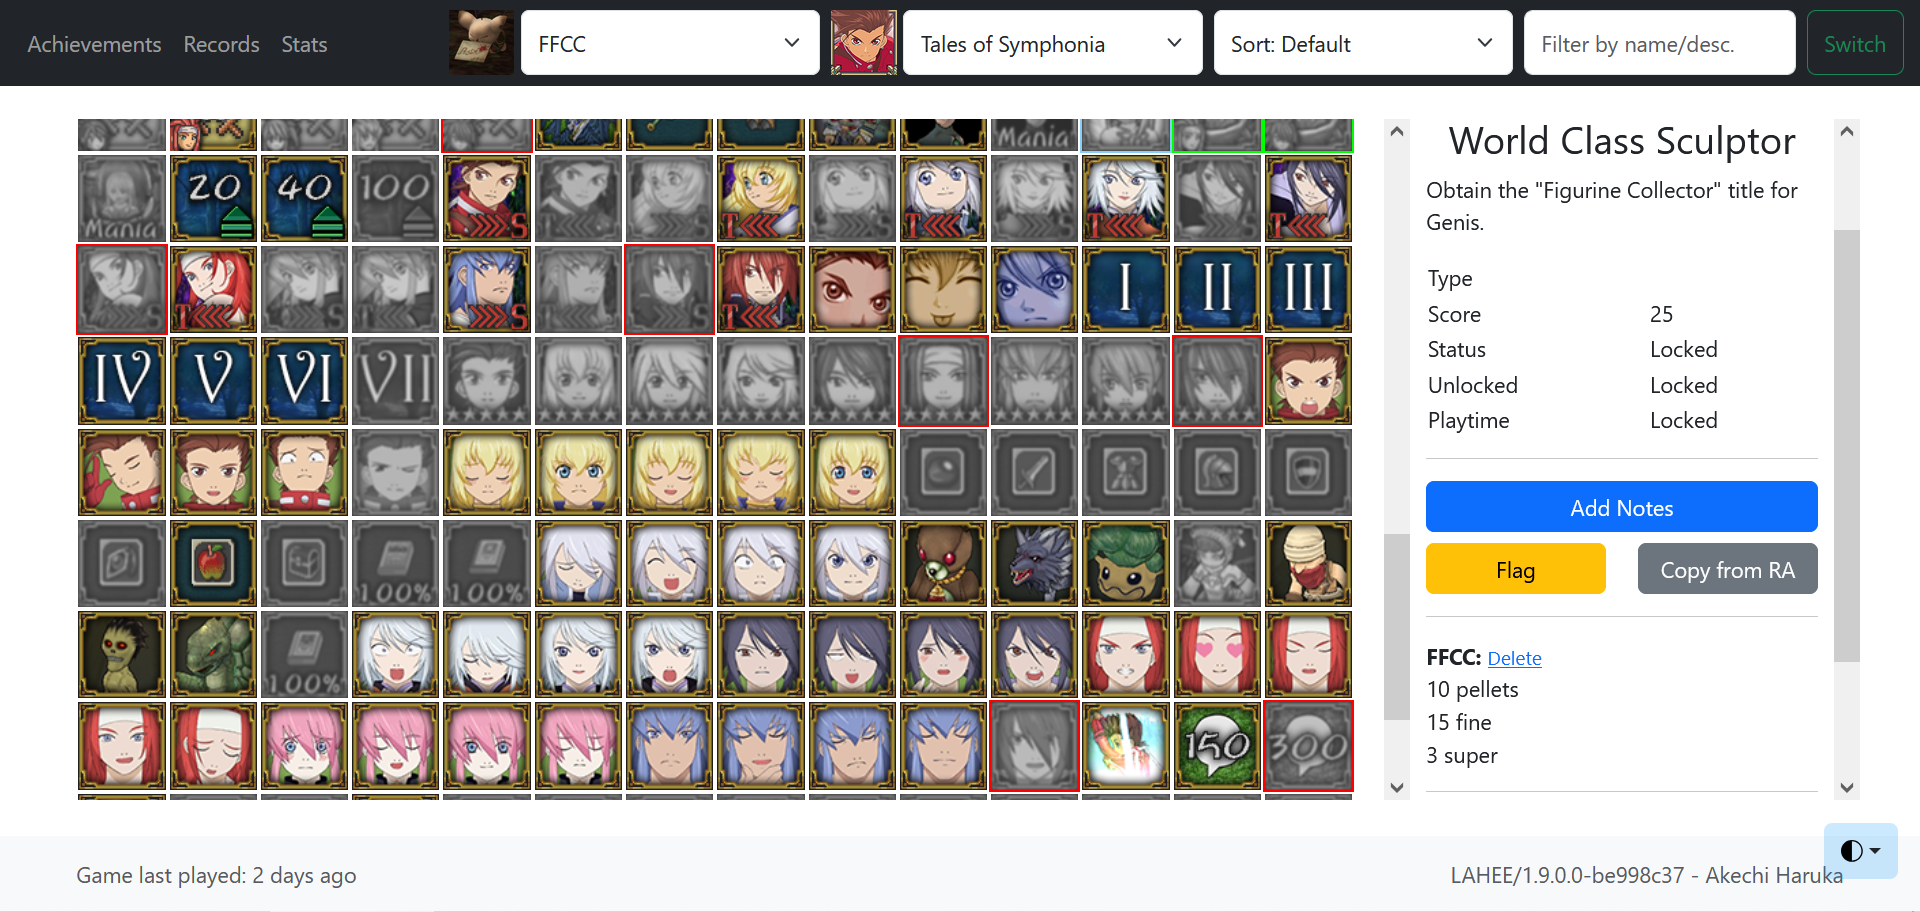 Achievements Records Stats FFCC Tales of Symphonia Sort: Default Filter by name/desc. Switch
Mania
Mania 20 40 100 S S S T S T S T S T
S T S S S S S T I II III
IV V VI VII
100% 100%
100%
150 300
World Class Sculptor
Obtain the "Figurine Collector" title for
Genis.
Type
Score 25
Status Locked
Unlocked Locked
Playtime Locked
Add Notes
Flag Copy from RA
FFCC: Delete
10 pellets
15 fine
3 super
Game last played: 2 days ago LAHEE/1.9.0.0-be998c37 - Akechi Haruka